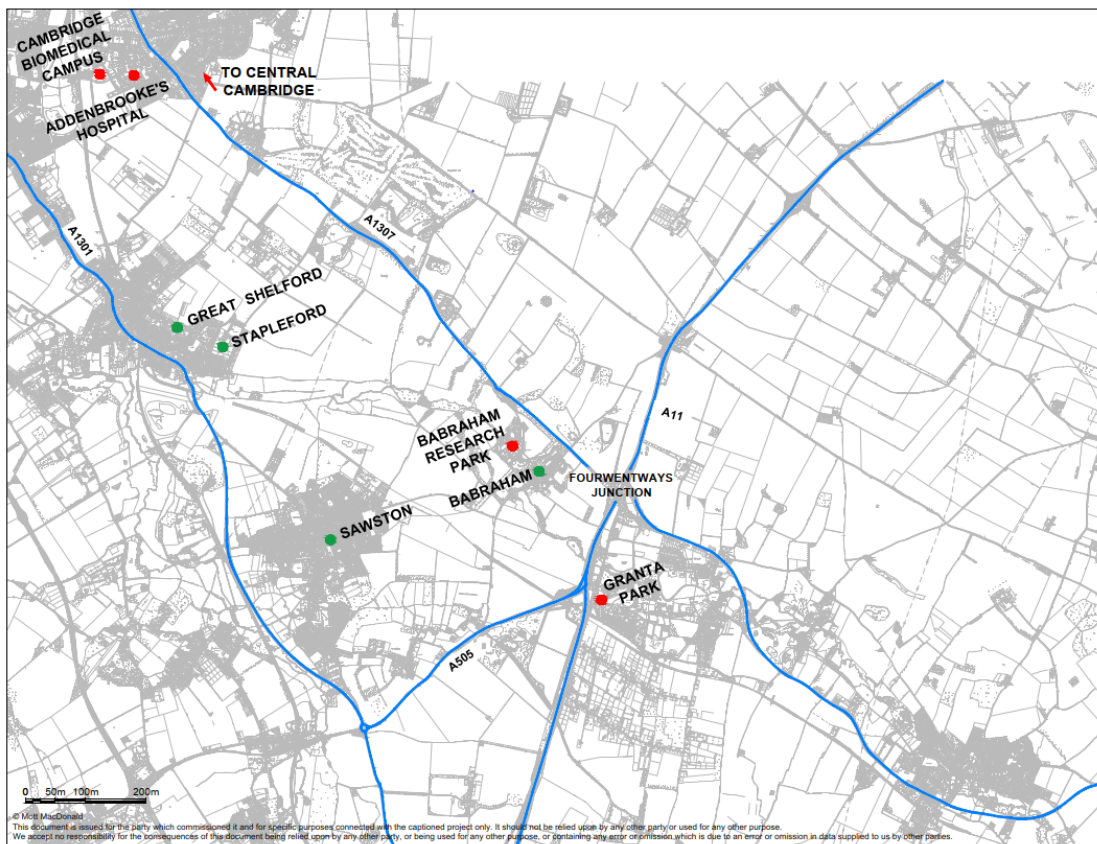 CAMBRIDGE
BIOMEDICAL
CAMPUS
ADDENBROOKE'S
HOSPITAL
TO CENTRAL
CAMBRIDGE
A1301
A1307
GREAT SHELFORD
STAPLEFORD
A11
BABRAHAM
RESEARCH
PARK
BABRAHAM
FOURWENTWAYS
JUNCTION
SAWSTON
GRANTA
PARK
A505
0 50m 100m 200m
© Mott MacDonald
This document is issued for the party which commissioned it and for specific purposes connected with the captioned project only. It should not be relied upon by any other party or used for any other purpose.
We accept no responsibility for the consequences of this document being relied upon by any other party, or being used for any other purpose, or containing any error or omission which is due to an error or omission in data supplied to us by other parties.